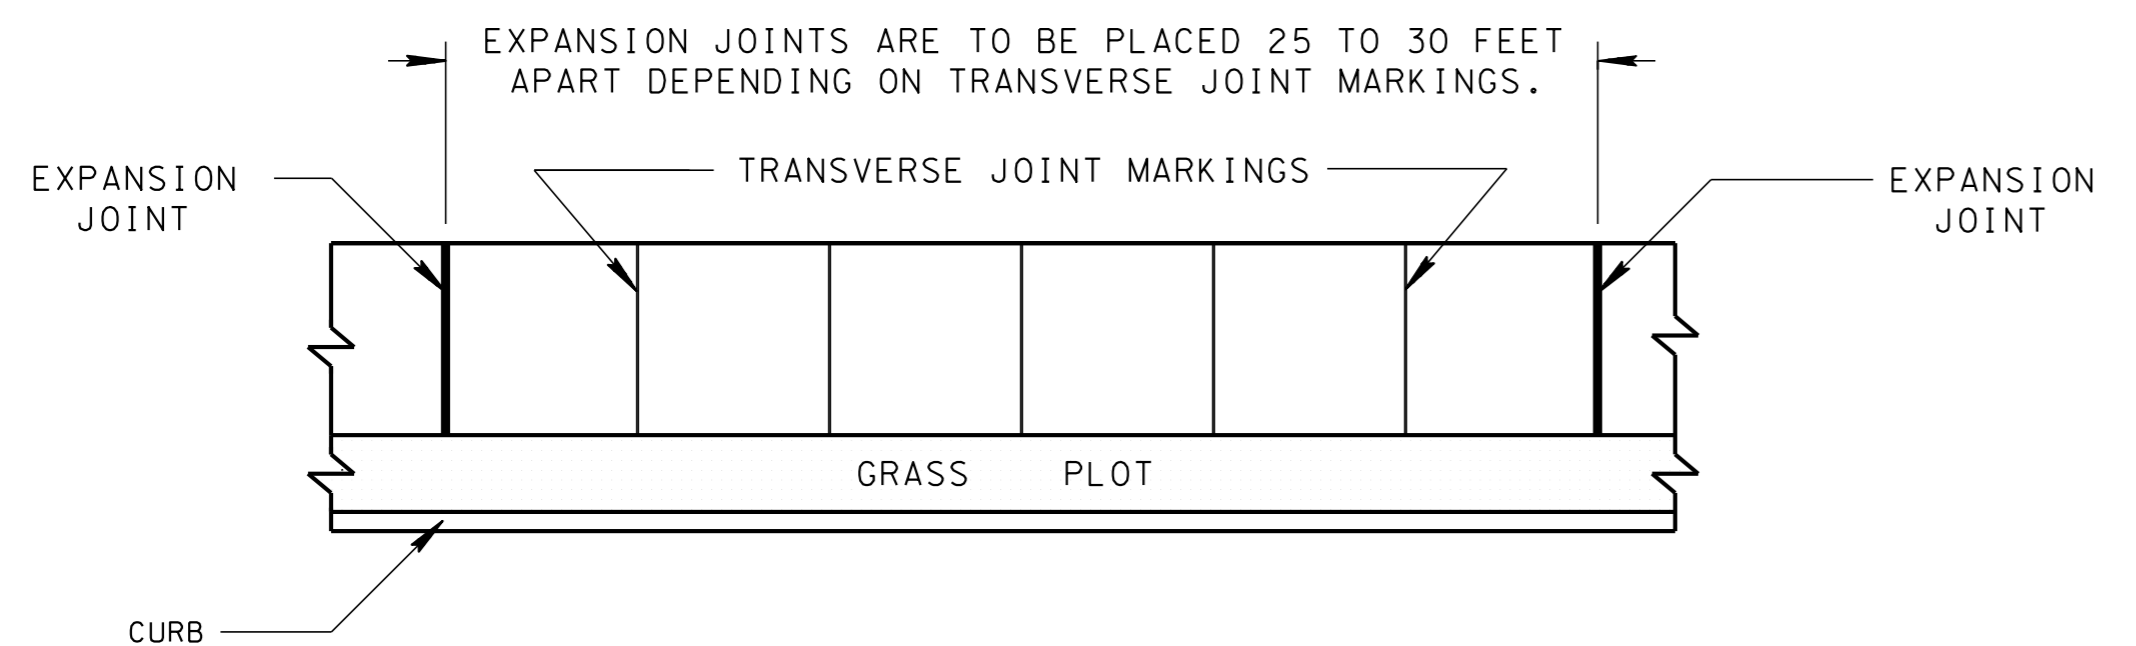 EXPANSION JOINTS ARE TO BE PLACED 25 TO 30 FEET
APART DEPENDING ON TRANSVERSE JOINT MARKINGS.
TRANSVERSE JOINT MARKINGS
EXPANSION
JOINT
EXPANSION
JOINT
GRASS PLOT
CURB